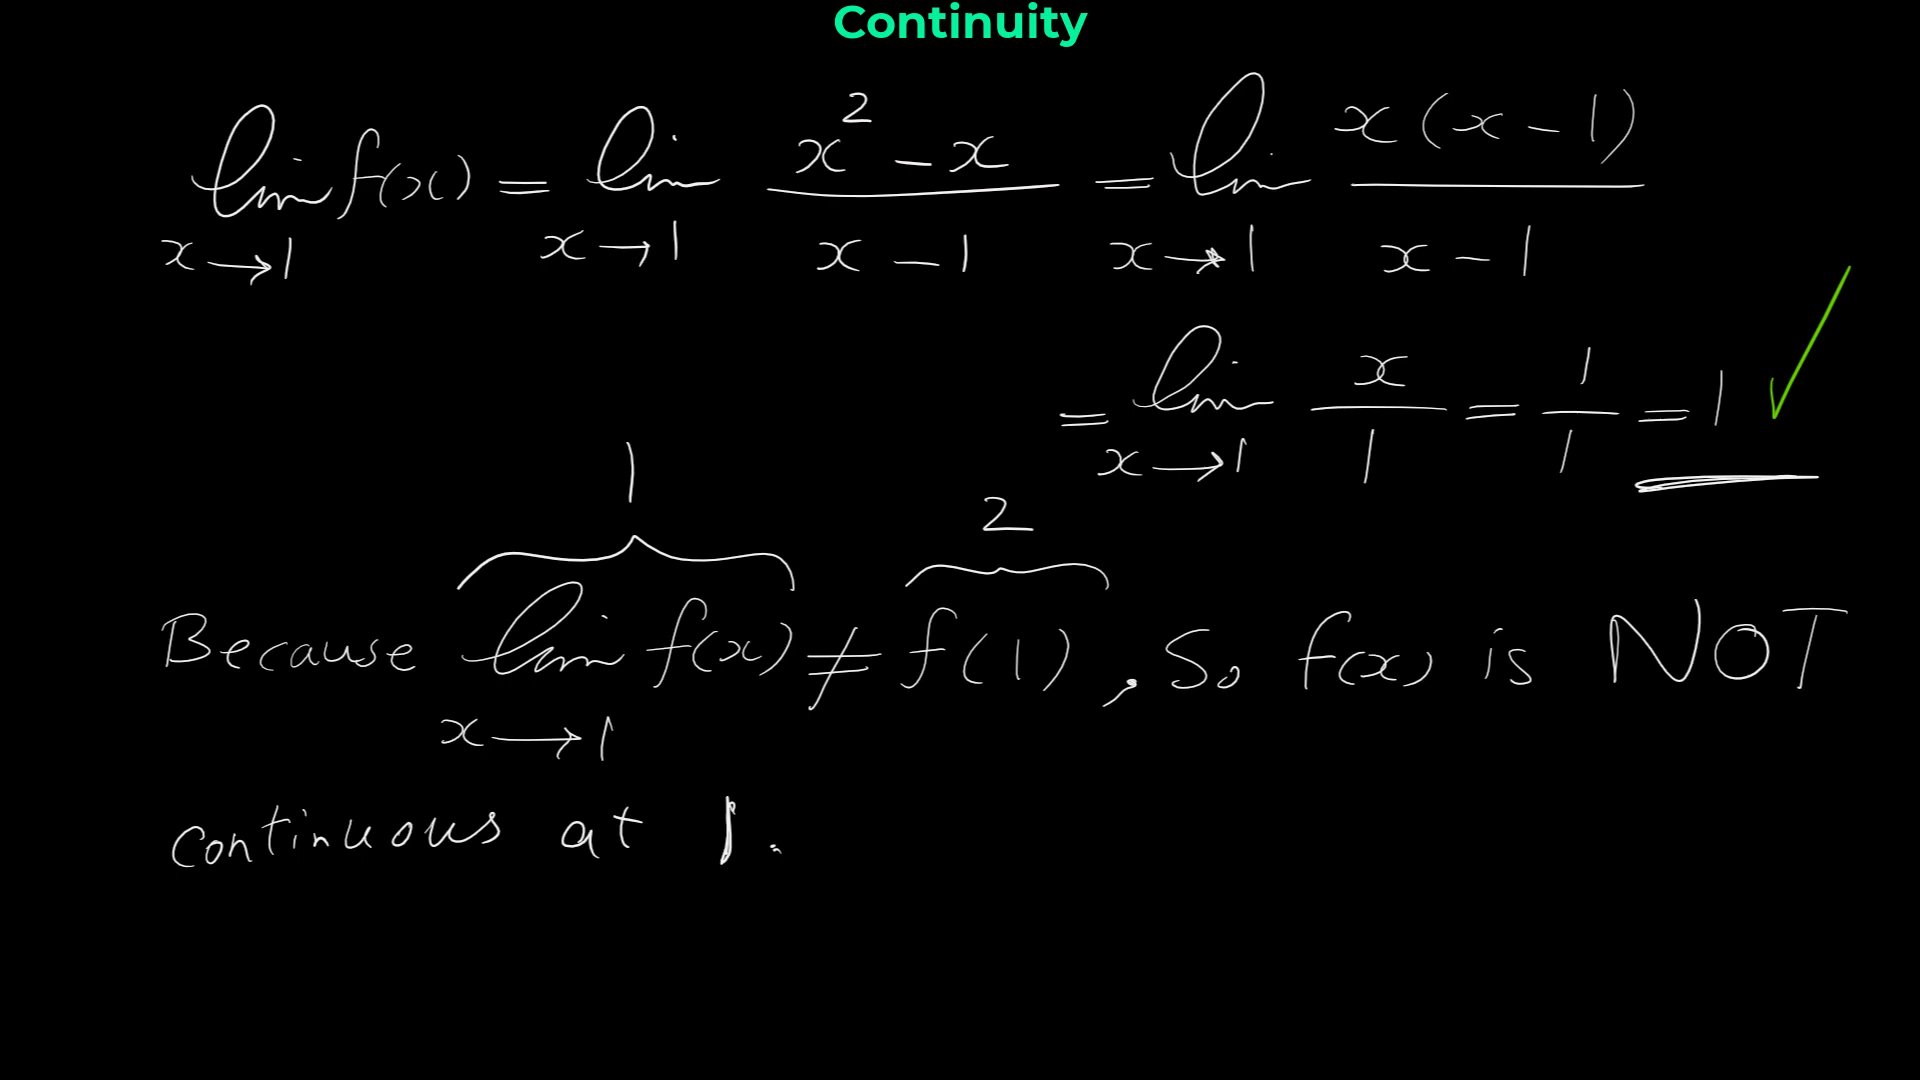 Continuity
lim x→1 f(x) = lim x→1 (x² − x)/(x − 1) = lim x→1 x(x − 1)/(x − 1)
= lim x→1 x/1 = 1/1 = 1 ✓
1 2
Because lim x→1 f(x) ≠ f(1), So f(x) is NOT
continuous at 1.